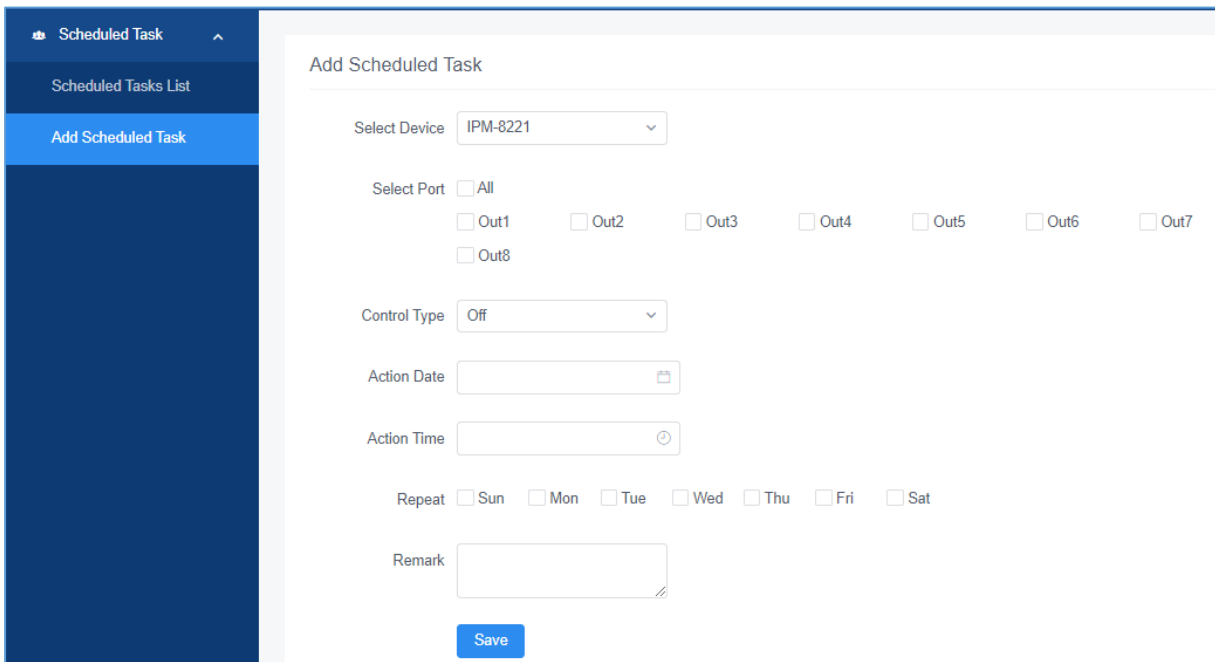 Scheduled Task
Scheduled Tasks List
Add Scheduled Task
Add Scheduled Task
Select Device IPM-8221
Select Port All
Out1 Out2 Out3 Out4 Out5 Out6 Out7
Out8
Control Type Off
Action Date
Action Time
Repeat Sun Mon Tue Wed Thu Fri Sat
Remark
Save